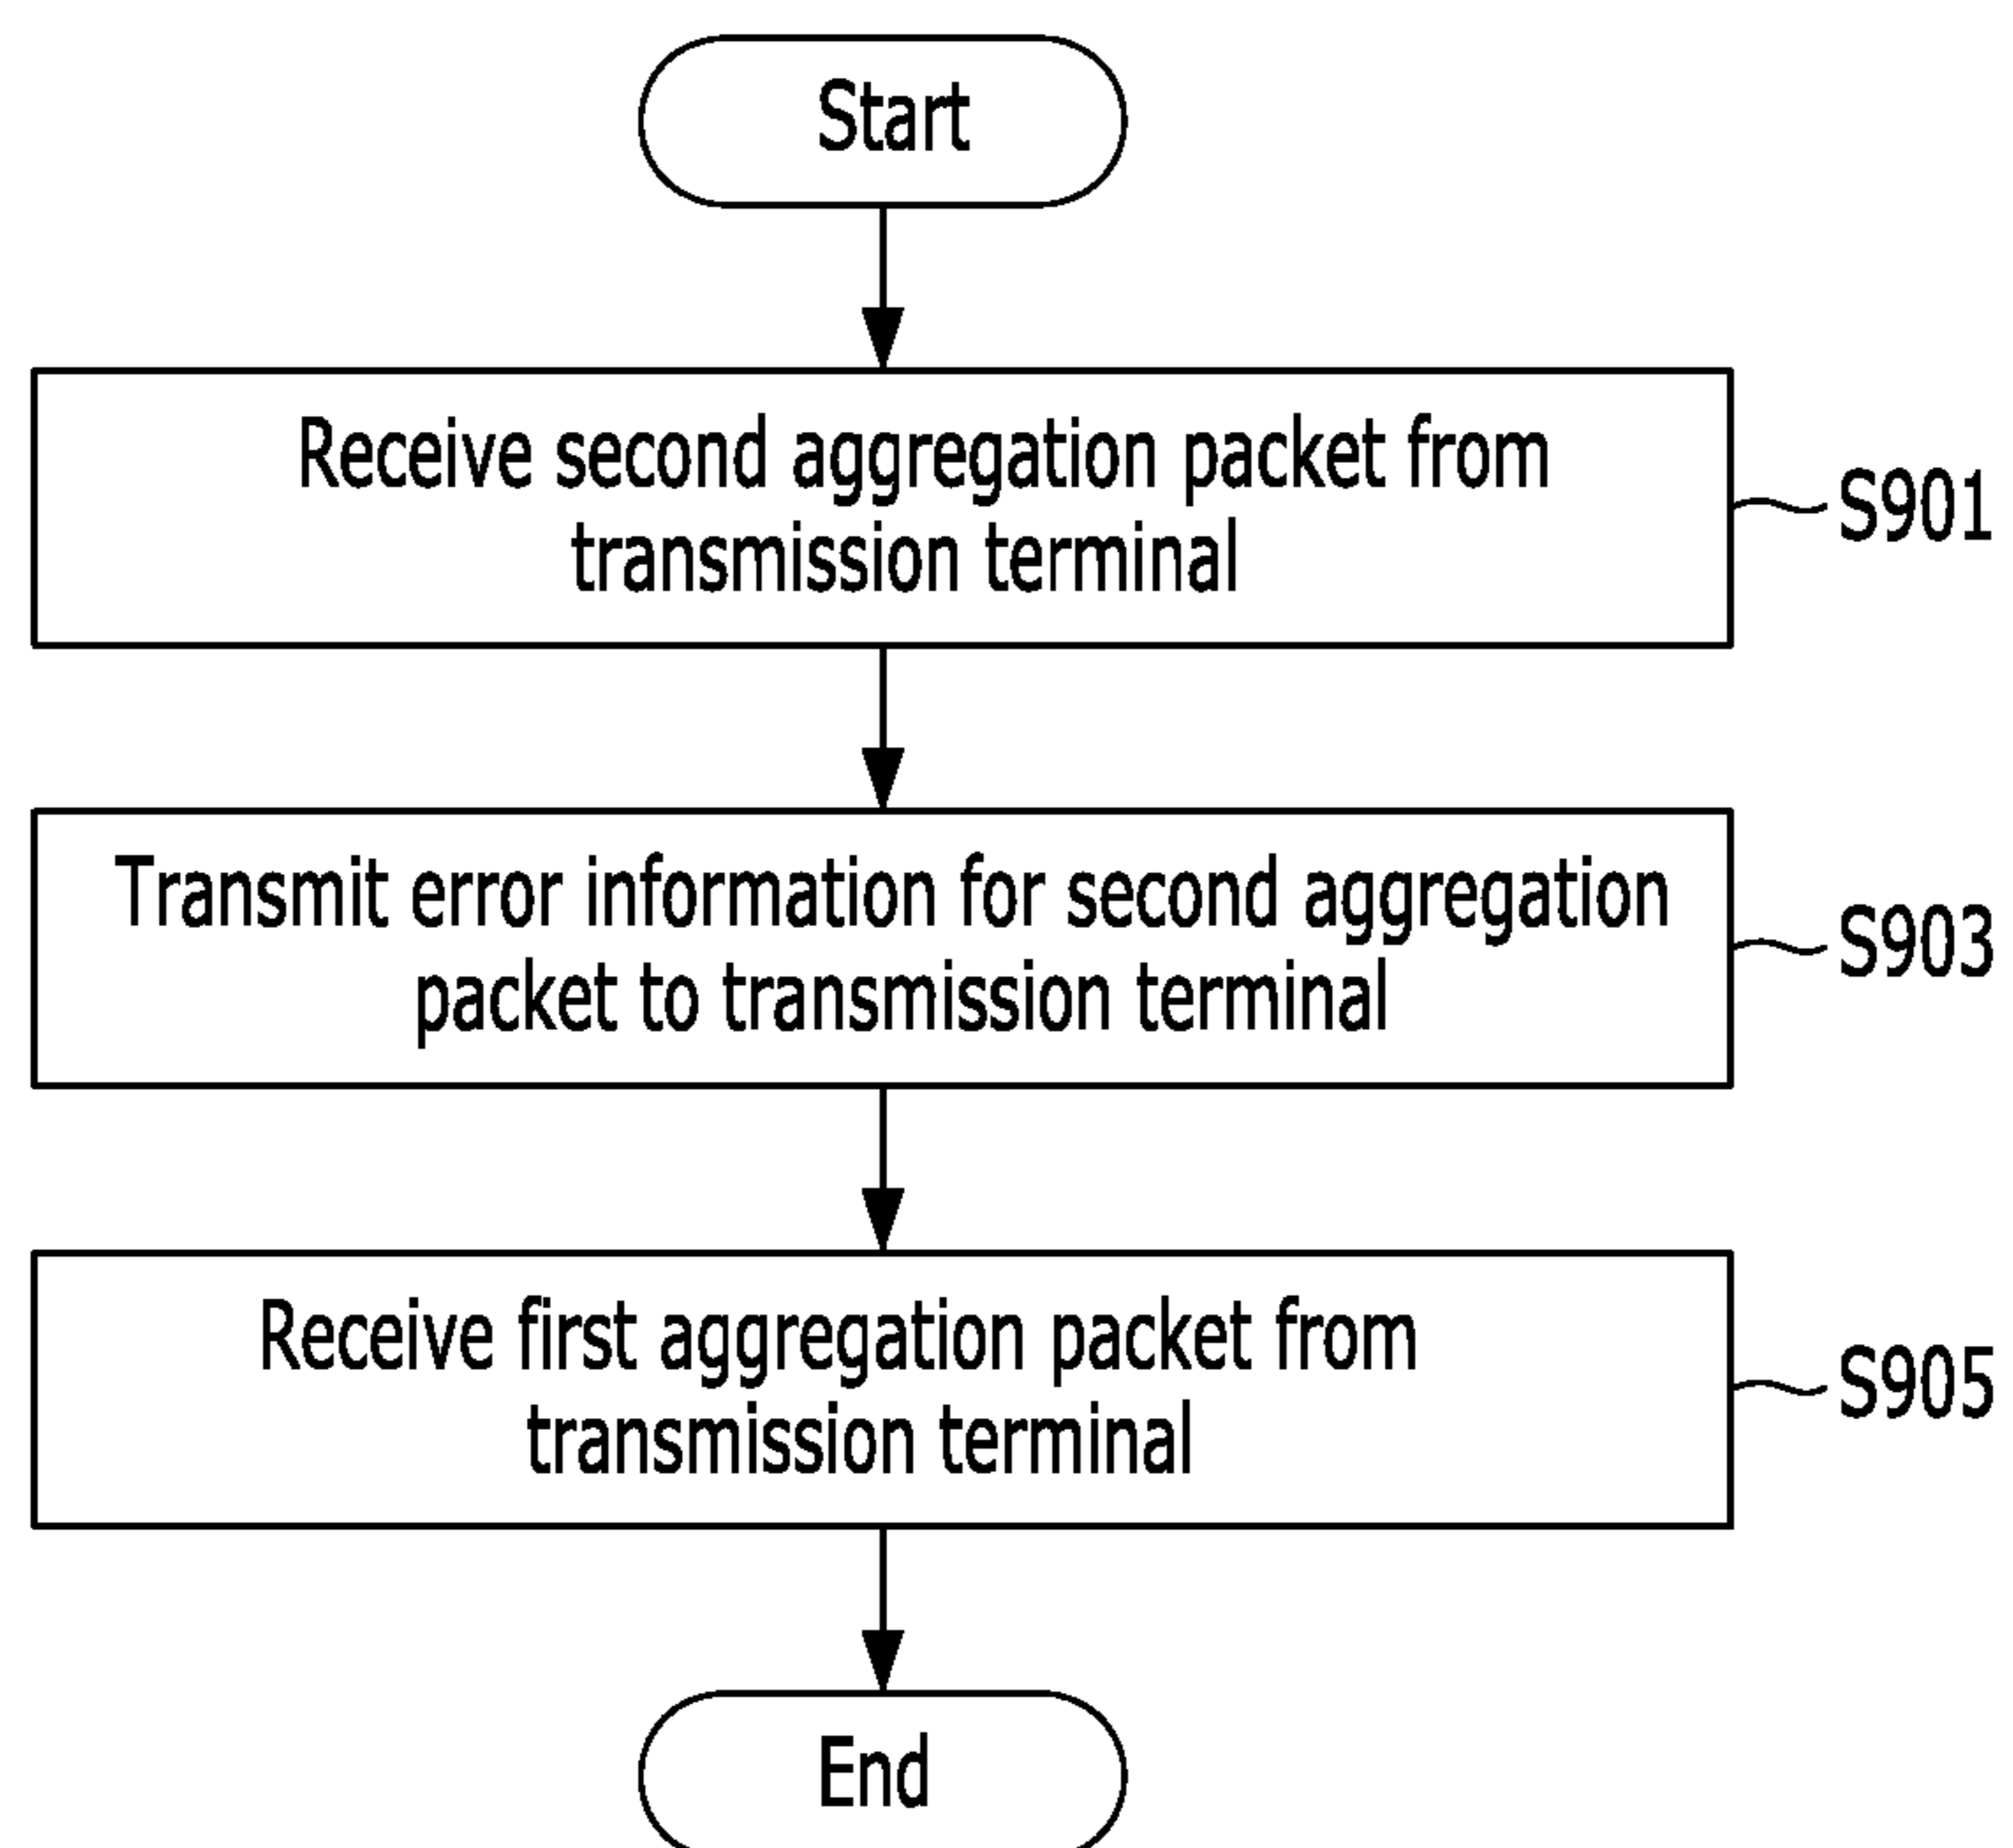 Start
Receive second aggregation packet from
transmission terminal
S901
Transmit error information for second aggregation
packet to transmission terminal
S903
Receive first aggregation packet from
transmission terminal
S905
End